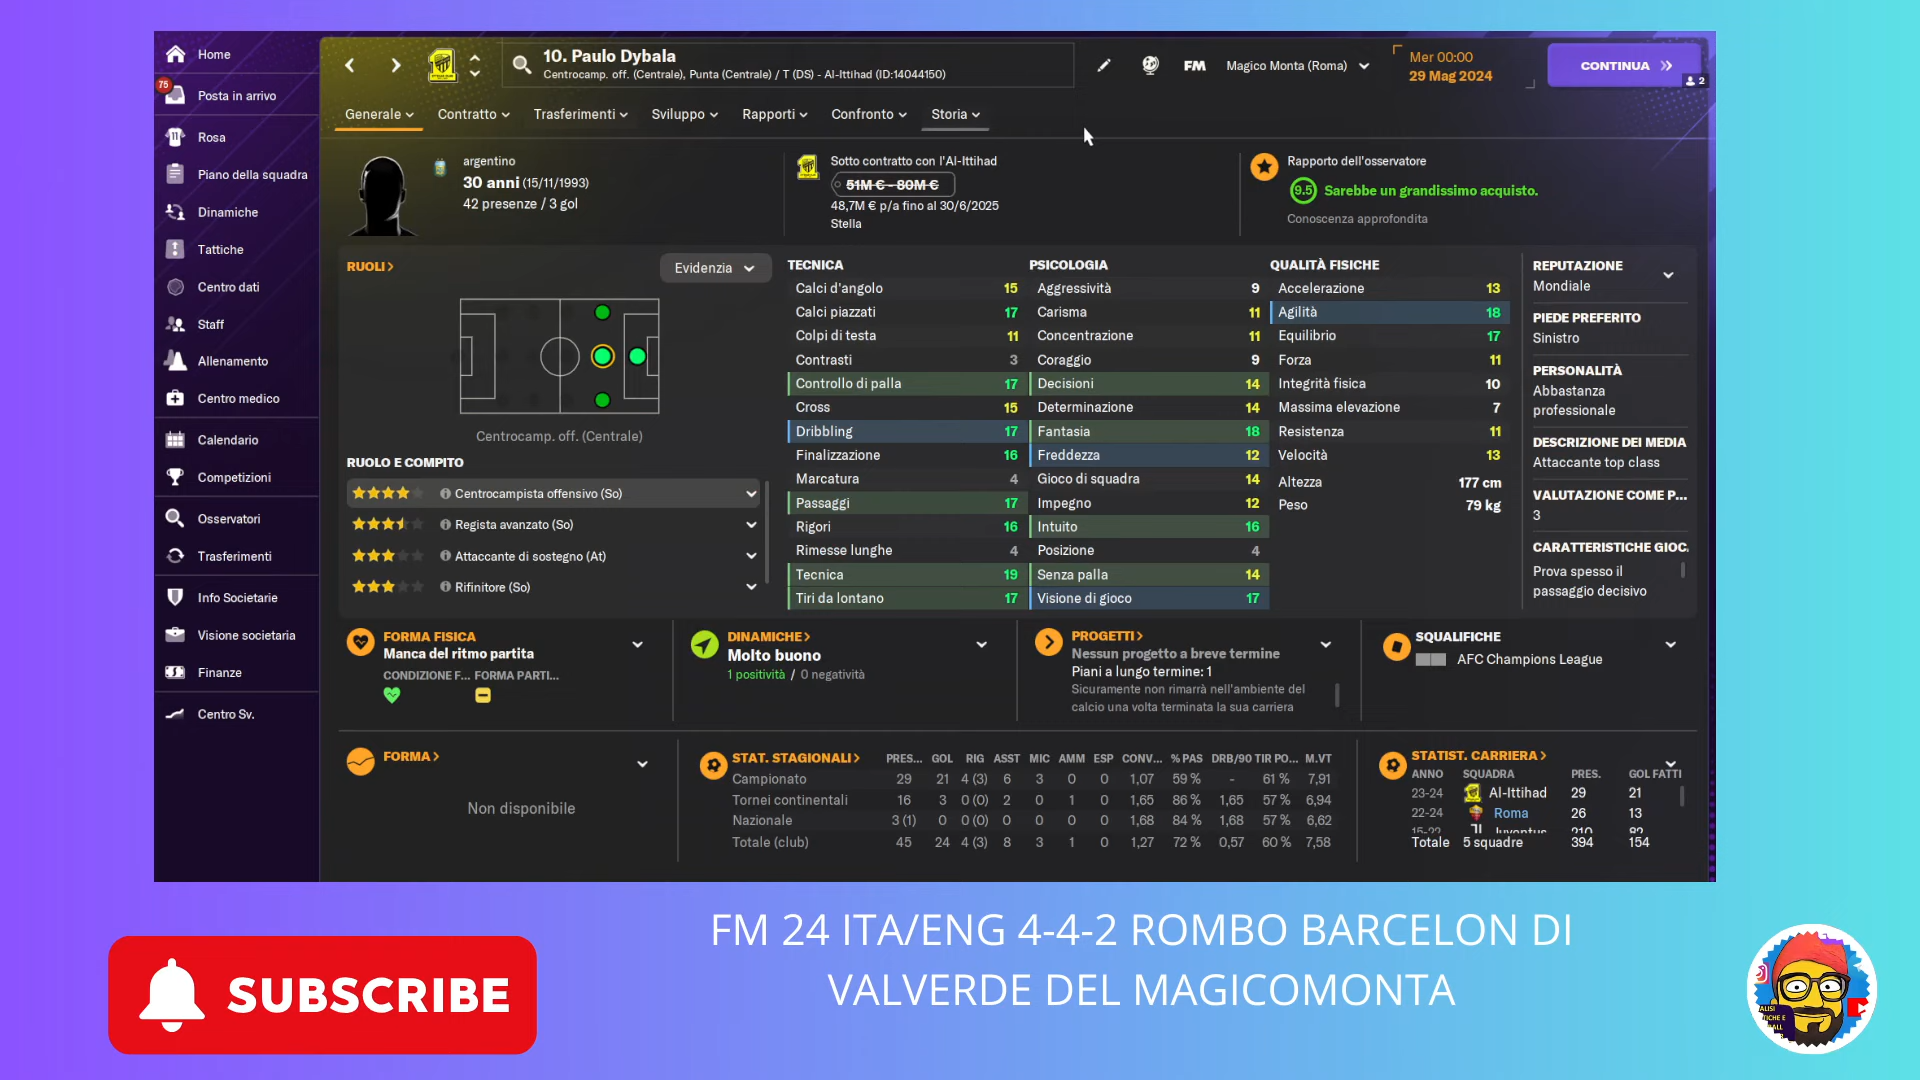 Home
75
Posta in arrivo
Rosa
Piano della squadra
Dinamiche
Tattiche
Centro dati
Staff
Allenamento
Centro medico
Calendario
Competizioni
Osservatori
Trasferimenti
Info Societarie
Visione societaria
Finanze
Centro Sv.
10. Paulo Dybala
Centrocamp. off. (Centrale), Punta (Centrale) / T (DS) - Al-Ittihad (ID:14044150)
FM
Magico Monta (Roma)
Mer 00:00
29 Mag 2024
CONTINUA
2
Generale
Contratto
Trasferimenti
Sviluppo
Rapporti
Confronto
Storia
argentino
30 anni (15/11/1993)
42 presenze / 3 gol
Sotto contratto con l'Al-Ittihad
51M € - 80M €
48,7M € p/a fino al 30/6/2025
Stella
Rapporto dell'osservatore
9.5 Sarebbe un grandissimo acquisto.
Conoscenza approfondita
RUOLI
Evidenzia
Centrocamp. off. (Centrale)
RUOLO E COMPITO
Centrocampista offensivo (So)
Regista avanzato (So)
Attaccante di sostegno (At)
Rifinitore (So)
TECNICA
Calci d'angolo 15
Calci piazzati 17
Colpi di testa 11
Contrasti 3
Controllo di palla 17
Cross 15
Dribbling 17
Finalizzazione 16
Marcatura 4
Passaggi 17
Rigori 16
Rimesse lunghe 4
Tecnica 19
Tiri da lontano 17
PSICOLOGIA
Aggressività 9
Carisma 11
Concentrazione 11
Coraggio 9
Decisioni 14
Determinazione 14
Fantasia 18
Freddezza 12
Gioco di squadra 14
Impegno 12
Intuito 16
Posizione 4
Senza palla 14
Visione di gioco 17
QUALITÀ FISICHE
Accelerazione 13
Agilità 18
Equilibrio 17
Forza 11
Integrità fisica 10
Massima elevazione 7
Resistenza 11
Velocità 13
Altezza 177 cm
Peso 79 kg
REPUTAZIONE
Mondiale
PIEDE PREFERITO
Sinistro
PERSONALITÀ
Abbastanza
professionale
DESCRIZIONE DEI MEDIA
Attaccante top class
VALUTAZIONE COME P...
3
CARATTERISTICHE GIOC.
Prova spesso il
passaggio decisivo
FORMA FISICA
Manca del ritmo partita
CONDIZIONE F... FORMA PARTI...
DINAMICHE
Molto buono
1 positività / 0 negatività
PROGETTI
Nessun progetto a breve termine
Piani a lungo termine: 1
Sicuramente non rimarrà nell'ambiente del
calcio una volta terminata la sua carriera
SQUALIFICHE
AFC Champions League
FORMA
Non disponibile
STAT. STAGIONALI PRES... GOL RIG ASST MIC AMM ESP CONV... % PAS DRB/90 TIR PO... M.VT
Campionato 29 21 4 (3) 6 3 0 0 1,07 59 % - 61 % 7,91
Tornei continentali 16 3 0 (0) 2 0 1 0 1,65 86 % 1,65 57 % 6,94
Nazionale 3 (1) 0 0 (0) 0 0 0 0 1,68 84 % 1,68 57 % 6,62
Totale (club) 45 24 4 (3) 8 3 1 0 1,27 72 % 0,57 60 % 7,58
STATIST. CARRIERA
ANNO SQUADRA PRES. GOL FATTI
23-24 Al-Ittihad 29 21
22-24 Roma 26 13
15-22 Juventus 210 82
Totale 5 squadre 394 154
SUBSCRIBE
FM 24 ITA/ENG 4-4-2 ROMBO BARCELON DI
VALVERDE DEL MAGICOMONTA